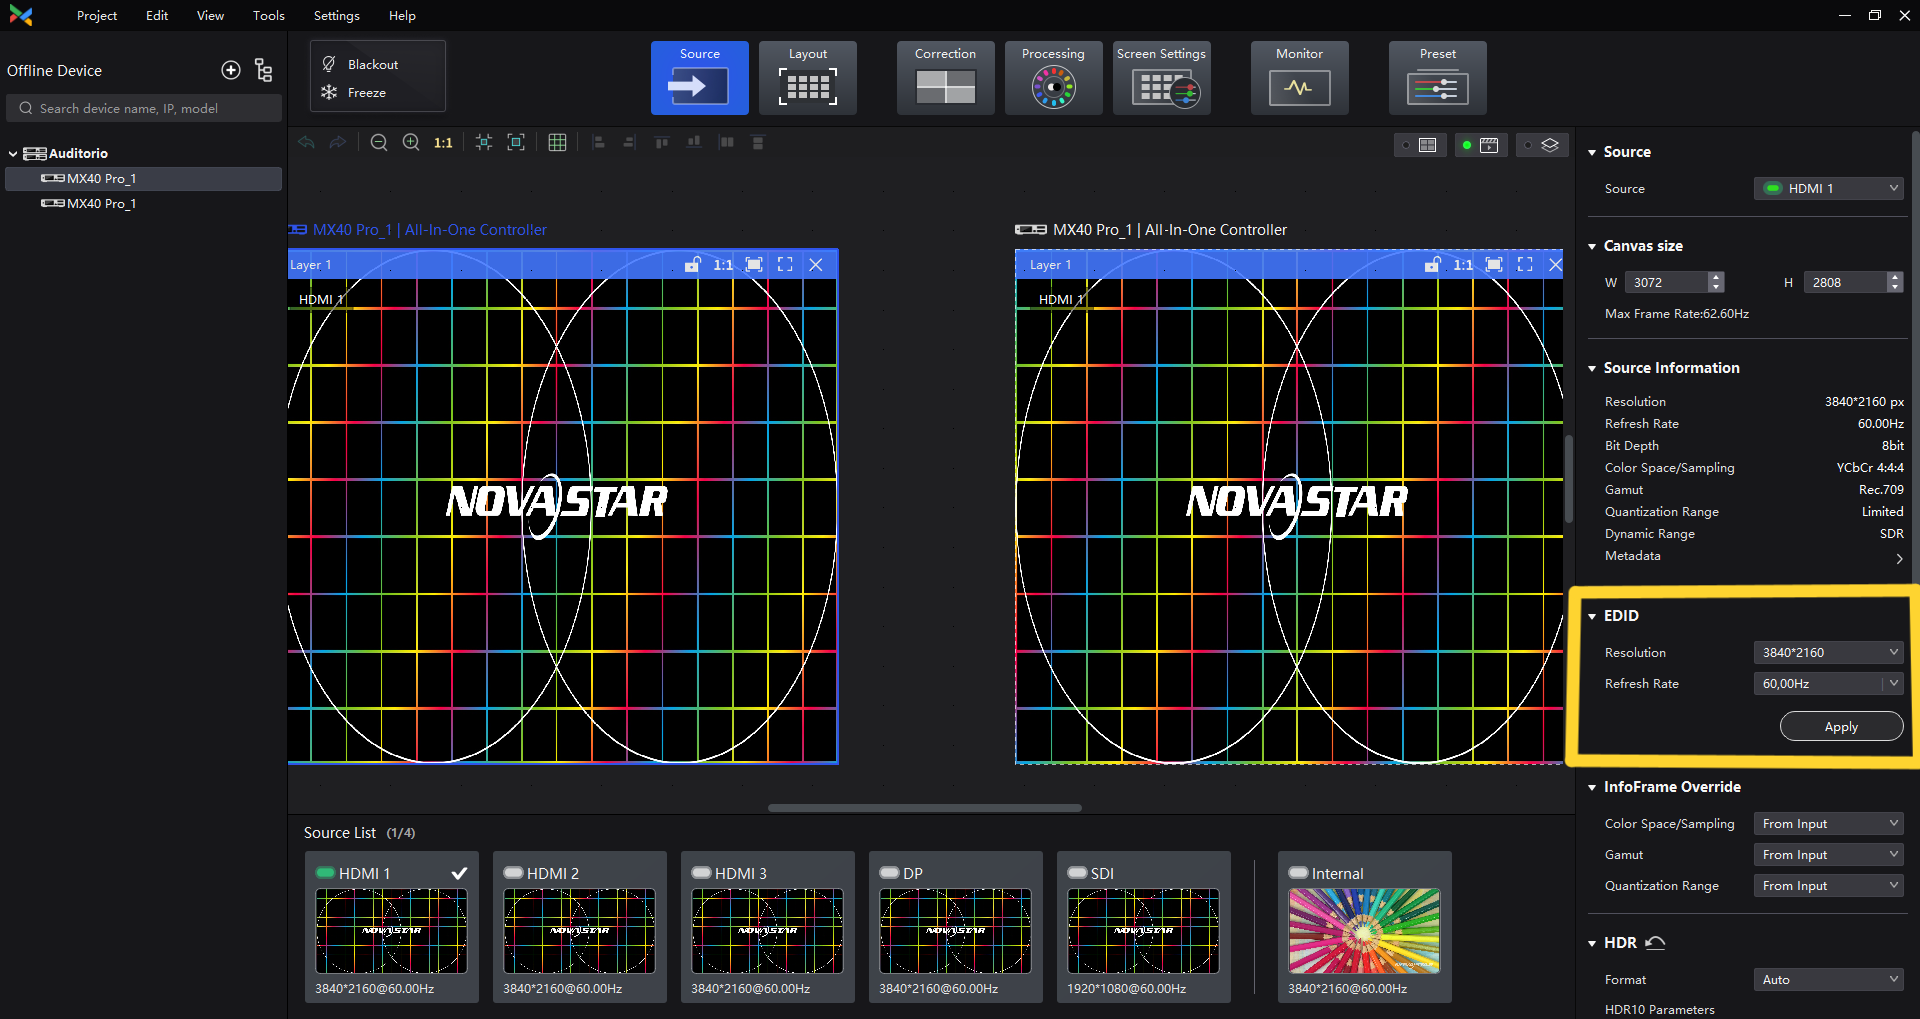 Project Edit View Tools Settings Help
Offline Device
Search device name, IP, model
Auditorio
MX40 Pro_1
MX40 Pro_1
Blackout
Freeze
Source
Layout
Correction
Processing
Screen Settings
Monitor
Preset
1:1
MX40 Pro_1 | All-In-One Controller
Layer 1
1:1
HDMI 1
NOVASTAR
MX40 Pro_1 | All-In-One Controller
Layer 1
1:1
HDMI 1
NOVASTAR
Source List (1/4)
HDMI 1
NOVASTAR
3840*2160@60.00Hz
HDMI 2
NOVASTAR
3840*2160@60.00Hz
HDMI 3
NOVASTAR
3840*2160@60.00Hz
DP
NOVASTAR
3840*2160@60.00Hz
SDI
NOVASTAR
1920*1080@60.00Hz
Internal
NOVASTAR
3840*2160@60.00Hz
Source
Source HDMI 1
Canvas size
W 3072 H 2808
Max Frame Rate:62.60Hz
Source Information
Resolution 3840*2160 px
Refresh Rate 60.00Hz
Bit Depth 8bit
Color Space/Sampling YCbCr 4:4:4
Gamut Rec.709
Quantization Range Limited
Dynamic Range SDR
Metadata
EDID
Resolution 3840*2160
Refresh Rate 60,00Hz
Apply
InfoFrame Override
Color Space/Sampling From Input
Gamut From Input
Quantization Range From Input
HDR
Format Auto
HDR10 Parameters